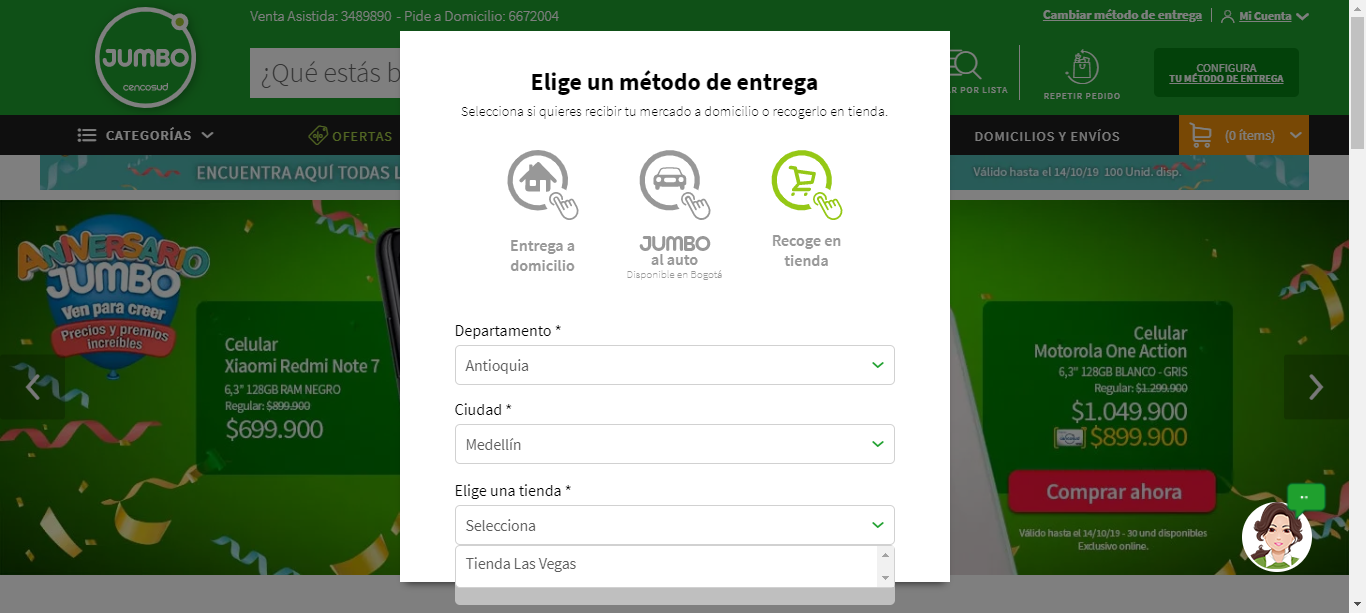 Venta Asistida: 3489890 - Pide a Domicilio: 6672004
Cambiar método de entrega
Mi Cuenta
JUMBO
cencosud
¿Qué estás b
R POR LISTA
REPETIR PEDIDO
CONFIGURA
TU MÉTODO DE ENTREGA
CATEGORÍAS
OFERTAS
DOMICILIOS Y ENVÍOS
(0 ítems)
ENCUENTRA AQUÍ TODAS L
Válido hasta el 14/10/19 100 Unid. disp.
Elige un método de entrega
Selecciona si quieres recibir tu mercado a domicilio o recogerlo en tienda.
Entrega a
domicilio
JUMBO
al auto
Disponible en Bogotá
Recoge en
tienda
Departamento *
Antioquia
Ciudad *
Medellín
Elige una tienda *
Selecciona
Tienda Las Vegas
ANIVERSARIO
JUMBO
Ven para creer
Precios y premios
increíbles
Celular
Xiaomi Redmi Note 7
6,3" 128GB RAM NEGRO
Regular: $899.900
$699.900
Celular
Motorola One Action
6,3" 128GB BLANCO - GRIS
Regular: $1.299.900
$1.049.900
$899.900
Comprar ahora
Válido hasta el 14/10/19 - 30 und disponibles
Exclusivo online.